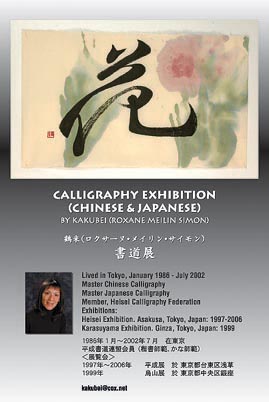 花
CALLIGRAPHY EXHIBITION
(CHINESE & JAPANESE)
BY KAKUBEI (ROXANE MEILIN SIMON)
鶴米(ロクサーヌ・メイリン・サイモン)
書道展
Lived in Tokyo, January 1986 - July 2002
Master Chinese Calligraphy
Master Japanese Calligraphy
Member, Heisei Calligraphy Federation
Exhibitions:
Heisei Exhibition. Asakusa, Tokyo, Japan: 1997-2006
Karasuyama Exhibition. Ginza, Tokyo, Japan: 1999
1986年1月〜2002年7月 在東京
平成書道連盟会員(楷書師範、かな師範)
<展覧会>
1997年〜2006年 平成展 於 東京都台東区浅草
1999年 烏山展 於 東京都中央区銀座
kakubei@cox.net